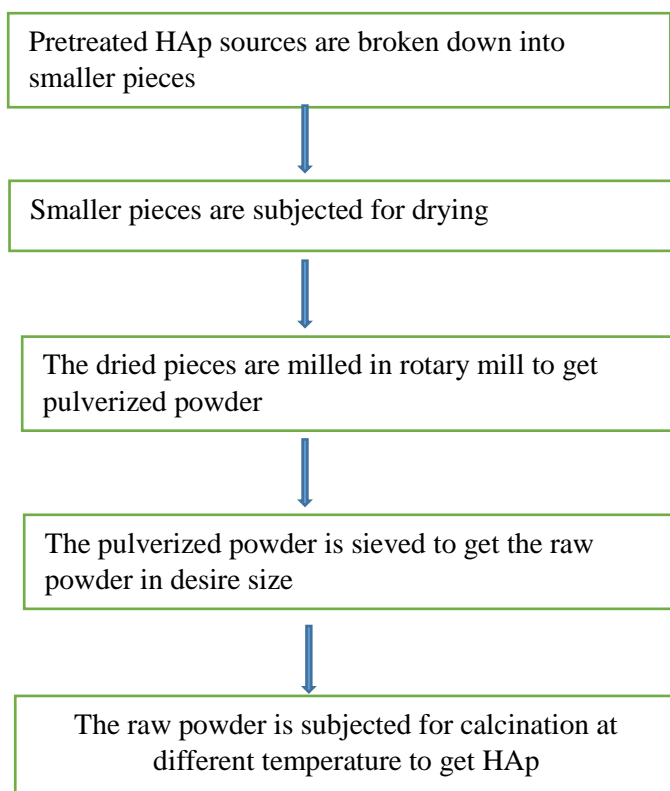 Pretreated HAp sources are broken down into
smaller pieces
Smaller pieces are subjected for drying
The dried pieces are milled in rotary mill to get
pulverized powder
The pulverized powder is sieved to get the raw
powder in desire size
The raw powder is subjected for calcination at
different temperature to get HAp